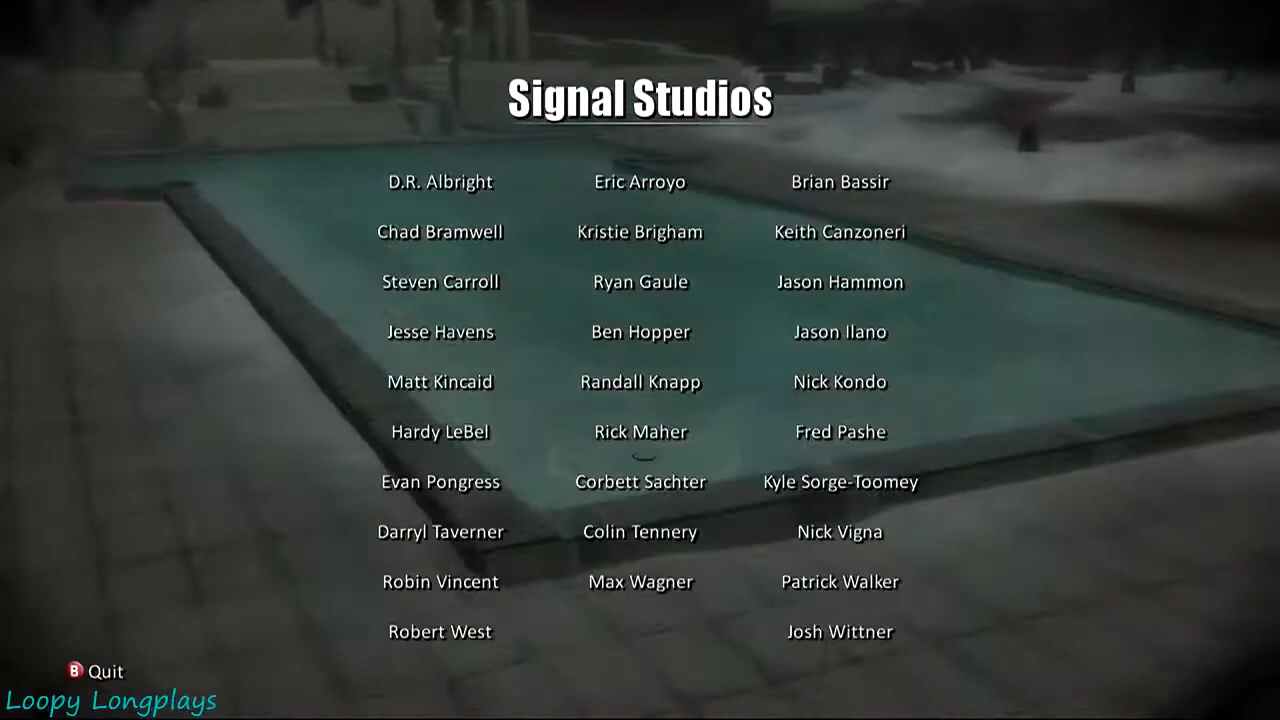 Signal Studios
D.R. Albright Eric Arroyo Brian Bassir
Chad Bramwell Kristie Brigham Keith Canzoneri
Steven Carroll Ryan Gaule Jason Hammon
Jesse Havens Ben Hopper Jason Ilano
Matt Kincaid Randall Knapp Nick Kondo
Hardy LeBel Rick Maher Fred Pashe
Evan Pongress Corbett Sachter Kyle Sorge-Toomey
Darryl Taverner Colin Tennery Nick Vigna
Robin Vincent Max Wagner Patrick Walker
Robert West Josh Wittner
B Quit
Loopy Longplays